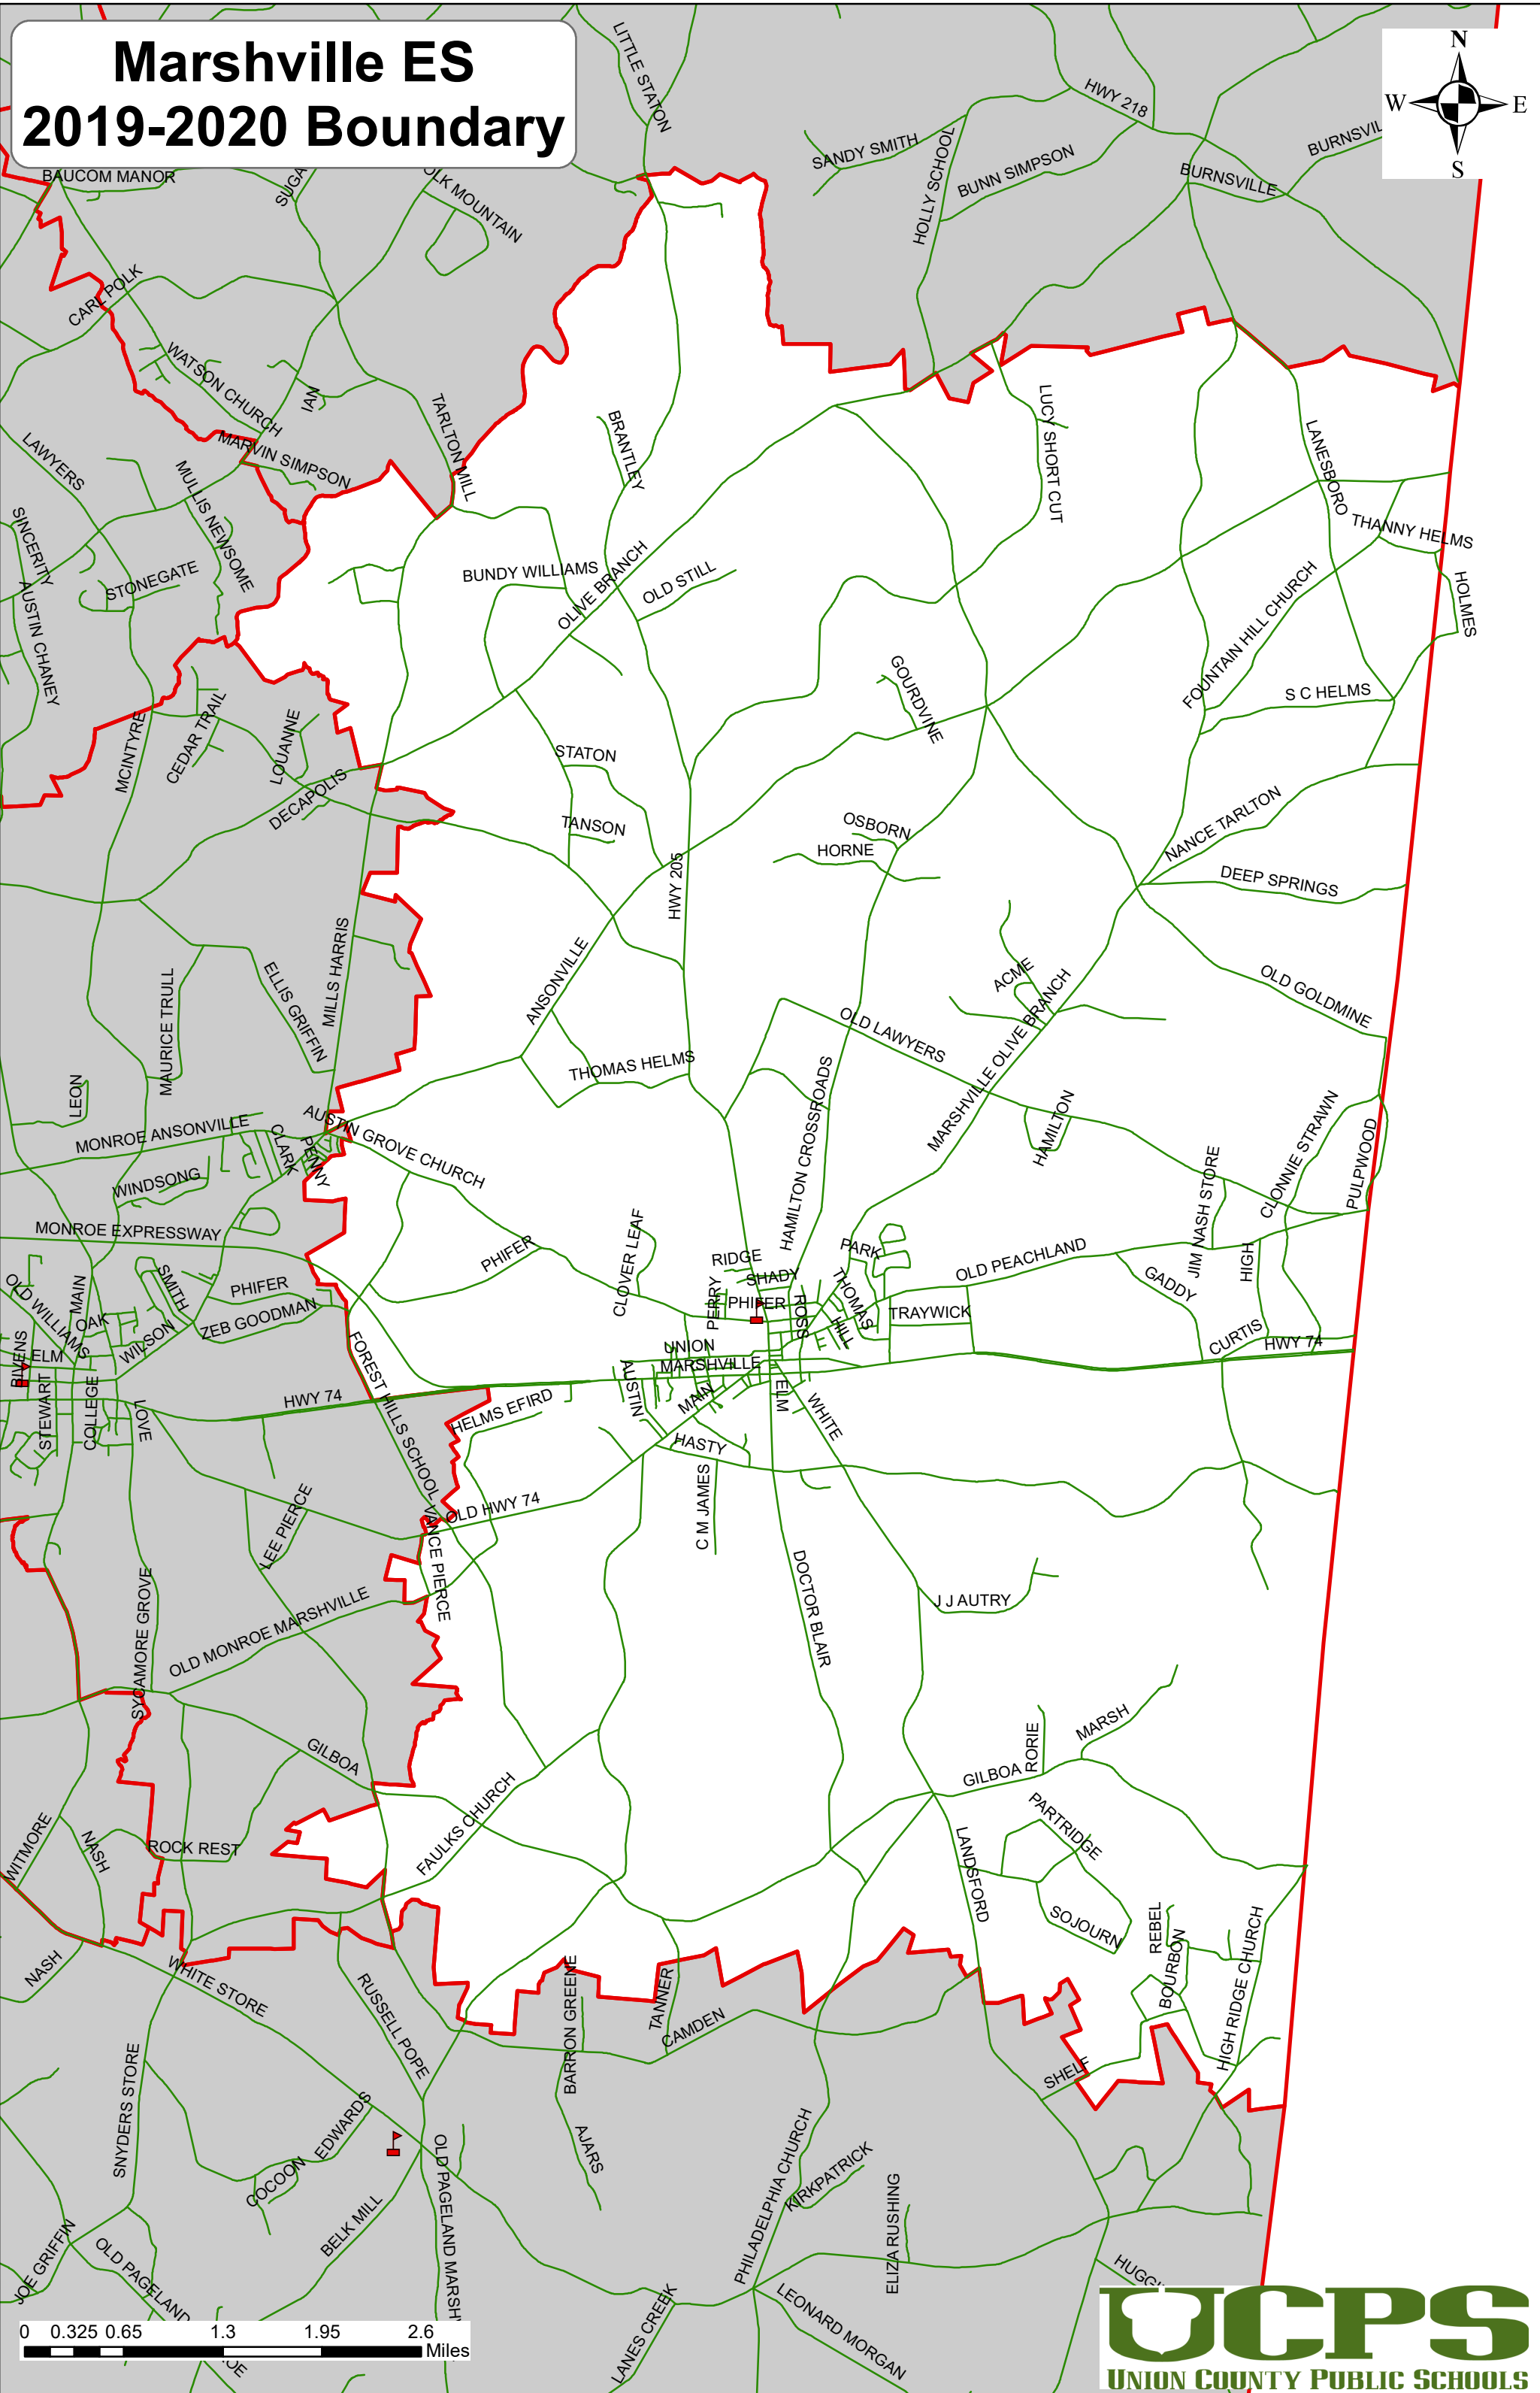 Marshville ES
2019-2020 Boundary
N
W
E
S
LITTLE STATON
HWY 218
SANDY SMITH
HOLLY SCHOOL
BUNN SIMPSON
BURNSVILLE
BAUCOM MANOR
CARL POLK
WATSON CHURCH
IAN
MARVIN SIMPSON
TARLTON MILL
BRANTLEY
LUCY SHORT CUT
LANESBORO
THANNY HELMS
HOLMES
LAWYERS
SINCERITY
MULLIS NEWSOME
STONEGATE
AUSTIN CHANEY
BUNDY WILLIAMS
OLIVE BRANCH
OLD STILL
FOUNTAIN HILL CHURCH
S C HELMS
GOURDVINE
MCINTYRE
CEDAR TRAIL
LOUANNE
DECAPOLIS
STATON
TANSON
HWY 205
OSBORN
HORNE
NANCE TARLTON
DEEP SPRINGS
MAURICE TRULL
ELLIS GRIFFIN
MILLS HARRIS
ANSONVILLE
ACME
OLD GOLDMINE
OLD LAWYERS
MARSHVILLE OLIVE BRANCH
THOMAS HELMS
HAMILTON CROSSROADS
HAMILTON
LEON
MONROE ANSONVILLE
CLARK
PENNY
AUSTIN GROVE CHURCH
WINDSONG
JIM NASH STORE
CLONNIE STRAWN
PULPWOOD
MONROE EXPRESSWAY
PHIFER
CLOVER LEAF
RIDGE
SHADY
PARK
OLD PEACHLAND
GADDY
HIGH
OLD WILLIAMS
MAIN
SMITH
PHIFER
PERRY
PHIFER
ROSS
THOMAS
HILL
TRAYWICK
OAK
WILSON
ZEB GOODMAN
CURTIS
HWY 74
BIVENS
ELM
UNION
MARSHVILLE
FOREST HILLS SCHOOL
STEWART
COLLEGE
LOVE
HWY 74
HELMS EFIRD
AUSTIN
MAIN
ELM
WHITE
HASTY
C M JAMES
OLD HWY 74
LEE PIERCE
VANCE PIERCE
DOCTOR BLAIR
J J AUTRY
SYCAMORE GROVE
OLD MONROE MARSHVILLE
GILBOA
RORIE
MARSH
GILBOA
WITMORE
NASH
ROCK REST
FAULKS CHURCH
PARTRIDGE
LANDSFORD
SOJOURN
REBEL
BOURBON
HIGH RIDGE CHURCH
NASH
WHITE STORE
RUSSELL POPE
BARRON GREENE
TANNER
CAMDEN
SHELF
SNYDERS STORE
EDWARDS
COCOON
AJARS
BELK MILL
PHILADELPHIA CHURCH
KIRKPATRICK
ELIZA RUSHING
JOE GRIFFIN
OLD PAGELAND
LANES CREEK
LEONARD MORGAN
0 0.325 0.65 1.3 1.95 2.6
Miles
UCPS
UNION COUNTY PUBLIC SCHOOLS